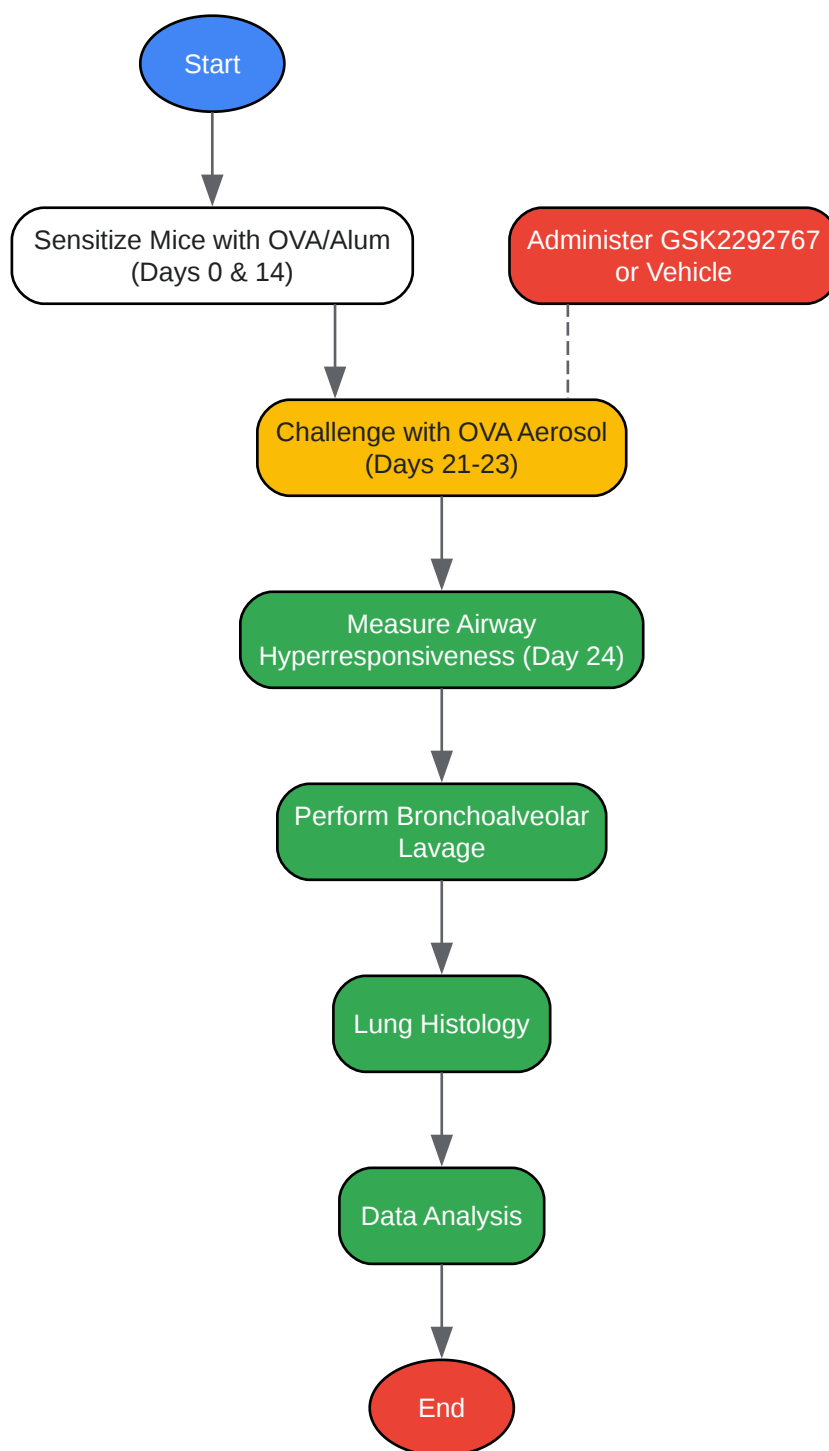 Start
Sensitize Mice with OVA/Alum
(Days 0 & 14)
Administer GSK2292767
or Vehicle
Challenge with OVA Aerosol
(Days 21-23)
Measure Airway
Hyperresponsiveness (Day 24)
Perform Bronchoalveolar
Lavage
Lung Histology
Data Analysis
End